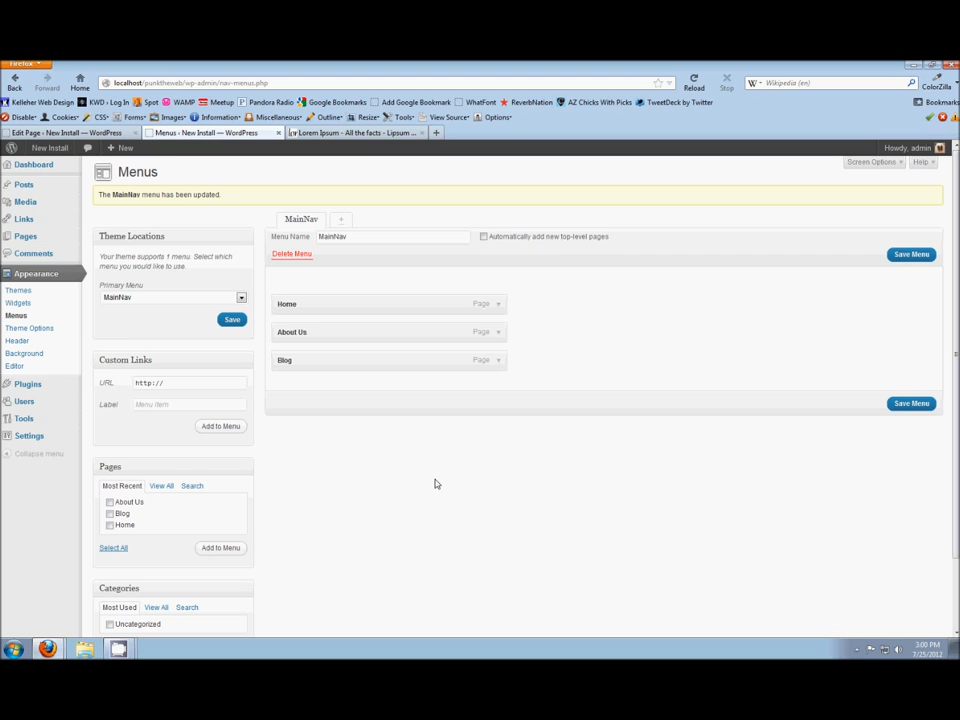 Firefox
Back Forward Home localhost/punktheweb/wp-admin/nav-menus.php Reload Stop Wikipedia (en) ColorZilla
Kelleher Web Design KWD › Log In Spot WAMP Meetup Pandora Radio Google Bookmarks Add Google Bookmark WhatFont ReverbNation AZ Chicks With Picks TweetDeck by Twitter Bookmarks
Disable Cookies CSS Forms Images Information Miscellaneous Outline Resize Tools View Source Options
Edit Page ‹ New Install — WordPress Menus ‹ New Install — WordPress Lorem Ipsum - All the facts - Lipsum ...
New Install + New Howdy, admin
Dashboard
Posts
Media
Links
Pages
Comments
Appearance
Themes
Widgets
Menus
Theme Options
Header
Background
Editor
Plugins
Users
Tools
Settings
Collapse menu
Screen Options Help
Menus
The MainNav menu has been updated.
Theme Locations
Your theme supports 1 menu. Select which
menu you would like to use.
Primary Menu
MainNav
Save
Custom Links
URL http://
Label Menu Item
Add to Menu
Pages
Most Recent View All Search
About Us
Blog
Home
Select All Add to Menu
Categories
Most Used View All Search
Uncategorized
MainNav +
Menu Name MainNav Automatically add new top-level pages
Delete Menu Save Menu
Home Page
About Us Page
Blog Page
Save Menu
3:00 PM
7/25/2012